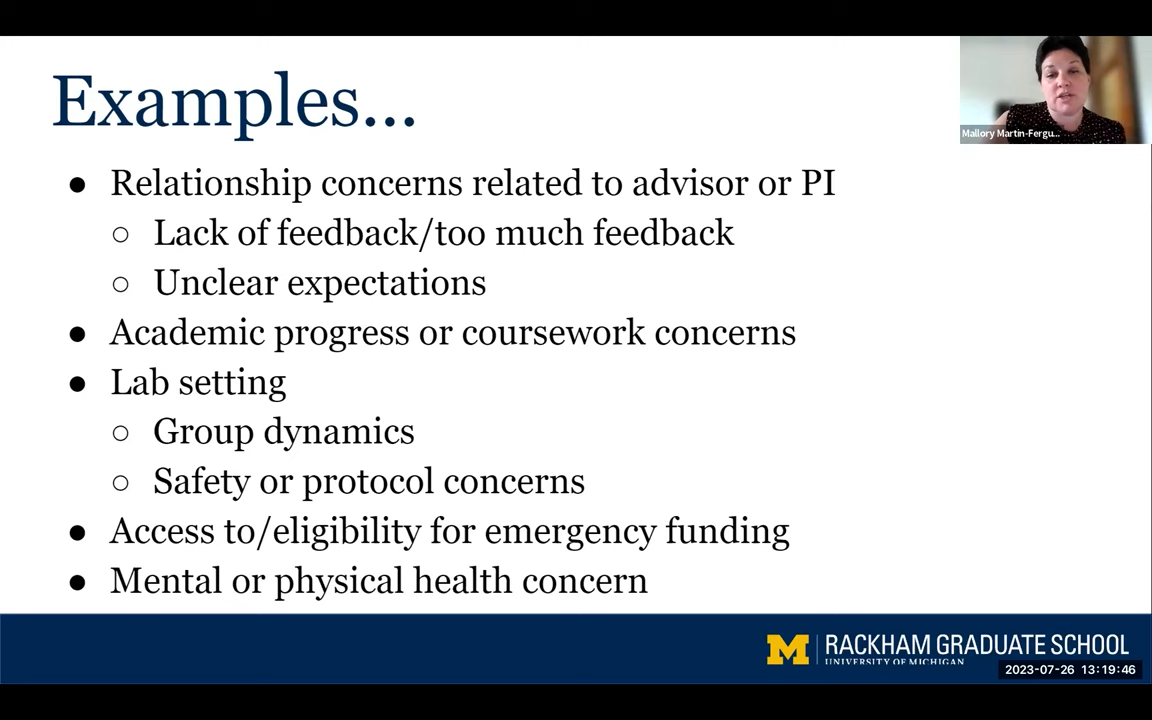 Examples...
Mallory Martin-Fergu...
● Relationship concerns related to advisor or PI
○ Lack of feedback/too much feedback
○ Unclear expectations
● Academic progress or coursework concerns
● Lab setting
○ Group dynamics
○ Safety or protocol concerns
● Access to/eligibility for emergency funding
● Mental or physical health concern
M RACKHAM GRADUATE SCHOOL
UNIVERSITY OF MICHIGAN
2023-07-26 13:19:46